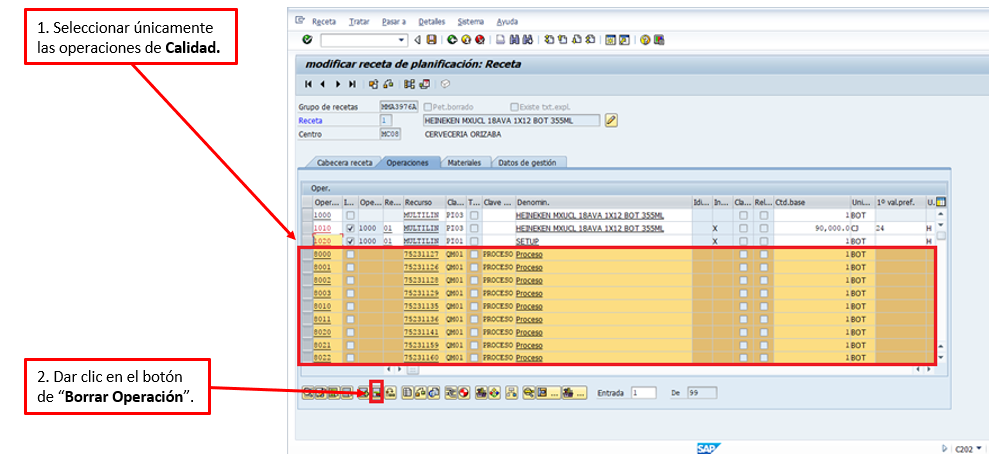 1. Seleccionar únicamente
las operaciones de Calidad.
2. Dar clic en el botón
de “Borrar Operación”.
Receta Tratar Pasar a Detalles Sistema Ayuda
modificar receta de planificación: Receta
Grupo de recetas MMA3976A Pet.borrado Existe txt.expl.
Receta 1 HEINEKEN MXUCL 18AVA 1X12 BOT 355ML
Centro MC08 CERVECERIA ORIZABA
Cabecera receta Operaciones Materiales Datos de gestión
Oper.
Oper... I... Ope... Re... Recurso Cla... T... Clave ... Denomin. Idi... In... Cla... Rel... Ctd.base Uni... 1º val.pref. U.
1000 MULTILIN PI03 HEINEKEN MXUCL 18AVA 1X12 BOT 355ML 1 BOT
1010 1000 01 MULTILIN PI03 HEINEKEN MXUCL 18AVA 1X12 BOT 355ML X 90,000.0 CJ 24 H
1020 1000 01 MULTILIN PI01 SETUP X 1 BOT H
8000 75231127 QM01 PROCESO Proceso 1 BOT
8001 75231126 QM01 PROCESO Proceso 1 BOT
8002 75231128 QM01 PROCESO Proceso 1 BOT
8003 75231129 QM01 PROCESO Proceso 1 BOT
8010 75231135 QM01 PROCESO Proceso 1 BOT
8011 75231136 QM01 PROCESO Proceso 1 BOT
8020 75231141 QM01 PROCESO Proceso 1 BOT
8021 75231159 QM01 PROCESO Proceso 1 BOT
8022 75231160 QM01 PROCESO Proceso 1 BOT
Entrada 1 De 99
SAP C202